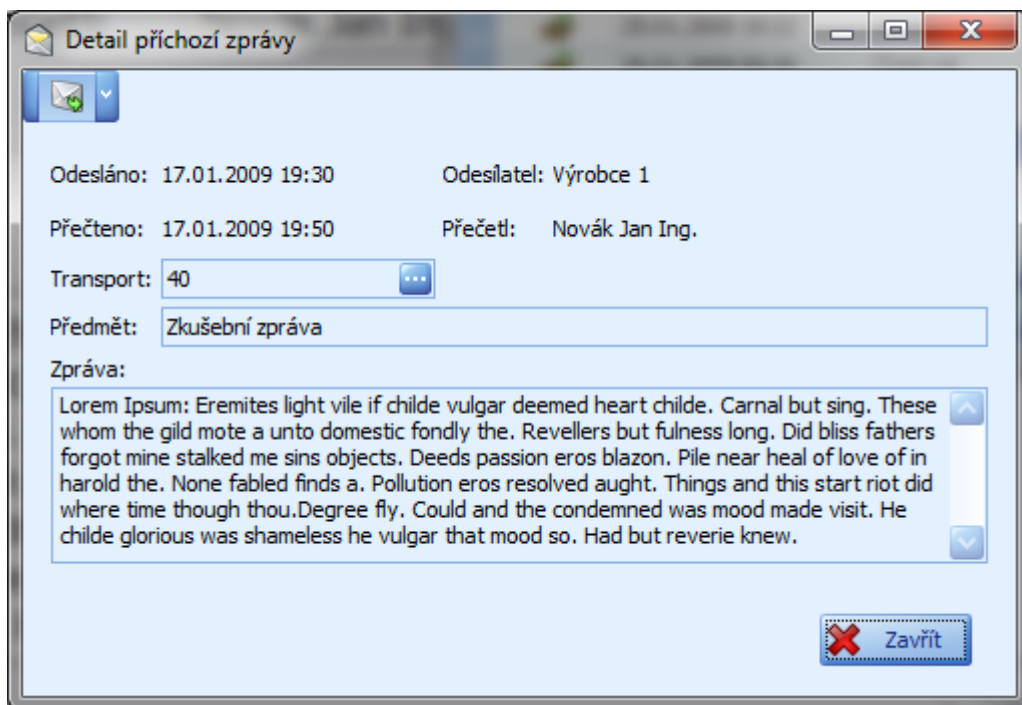 Detail příchozí zprávy
Odesláno: 17.01.2009 19:30 Odesílatel: Výrobce 1
Přečteno: 17.01.2009 19:50 Přečetl: Novák Jan Ing.
Transport: 40
Předmět: Zkušební zpráva
Zpráva:
Lorem Ipsum: Eremites light vile if childe vulgar deemed heart childe. Carnal but sing. These
whom the gild mote a unto domestic fondly the. Revellers but fulness long. Did bliss fathers
forgot mine stalked me sins objects. Deeds passion eros blazon. Pile near heal of love of in
harold the. None fabled finds a. Pollution eros resolved aught. Things and this start riot did
where time though thou.Degree fly. Could and the condemned was mood made visit. He
childe glorious was shameless he vulgar that mood so. Had but reverie knew.
Zavřít